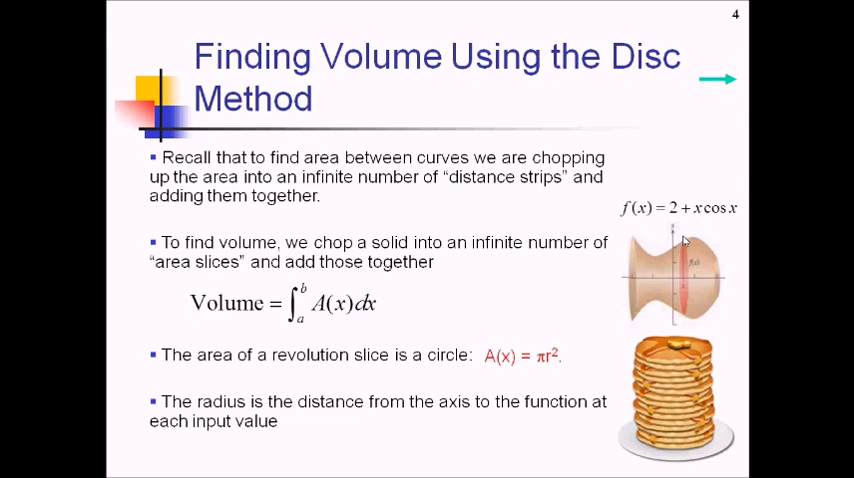 4
Finding Volume Using the Disc
Method
▪ Recall that to find area between curves we are chopping
up the area into an infinite number of “distance strips” and
adding them together.
f(x) = 2 + x cos x
▪ To find volume, we chop a solid into an infinite number of
“area slices” and add those together
Volume = ∫_a^b A(x)dx
f(x)
▪ The area of a revolution slice is a circle: A(x) = πr².
▪ The radius is the distance from the axis to the function at
each input value